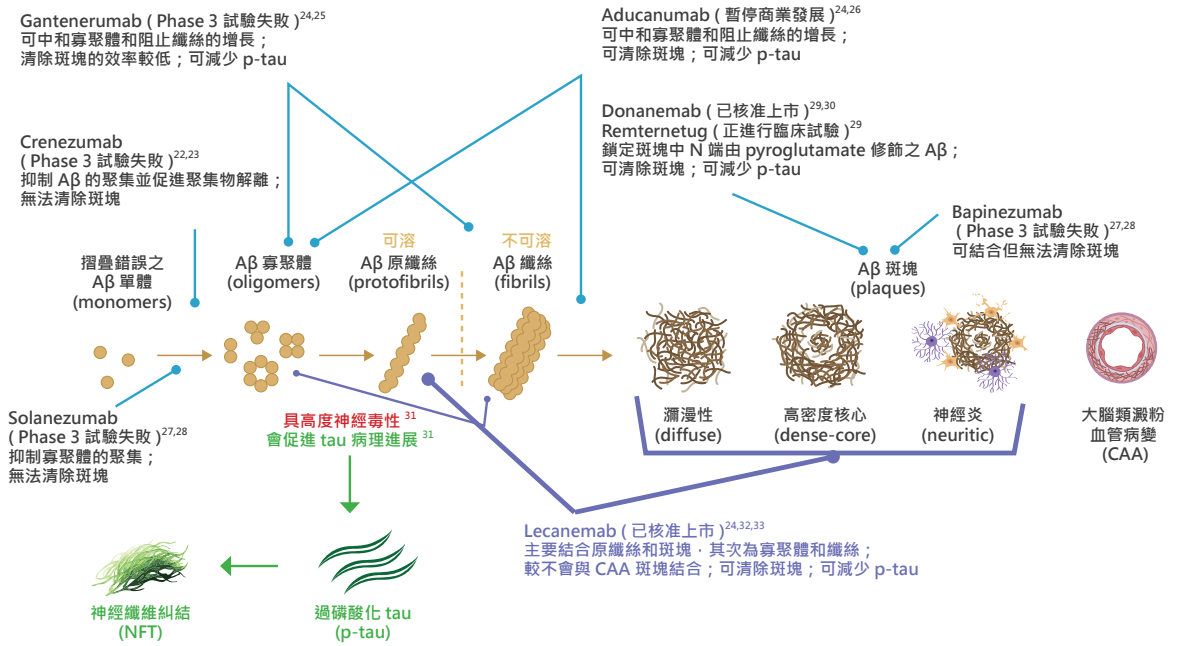 Gantenerumab ( Phase 3 試驗失敗 )24,25
可中和寡聚體和阻止纖絲的增長；
清除斑塊的效率較低；可減少 p-tau
Aducanumab ( 暫停商業發展 )24,26
可中和寡聚體和阻止纖絲的增長；
可清除斑塊；可減少 p-tau
Crenezumab
( Phase 3 試驗失敗 )22,23
抑制 Aβ 的聚集並促進聚集物解離；
無法清除斑塊
Donanemab ( 已核准上市 )29,30
Remternetug ( 正進行臨床試驗 )29
鎖定斑塊中 N 端由 pyroglutamate 修飾之 Aβ；
可清除斑塊；可減少 p-tau
Bapinezumab
( Phase 3 試驗失敗 )27,28
可結合但無法清除斑塊
摺疊錯誤之
Aβ 單體
(monomers)
Aβ 寡聚體
(oligomers)
可溶
Aβ 原纖絲
(protofibrils)
不可溶
Aβ 纖絲
(fibrils)
Aβ 斑塊
(plaques)
Solanezumab
( Phase 3 試驗失敗 )27,28
抑制寡聚體的聚集；
無法清除斑塊
具高度神經毒性 31
會促進 tau 病理進展 31
瀰漫性
(diffuse)
高密度核心
(dense-core)
神經炎
(neuritic)
大腦類澱粉
血管病變
(CAA)
Lecanemab ( 已核准上市 )24,32,33
主要結合原纖絲和斑塊，其次為寡聚體和纖絲；
較不會與 CAA 斑塊結合；可清除斑塊；可減少 p-tau
神經纖維糾結
(NFT)
過磷酸化 tau
(p-tau)